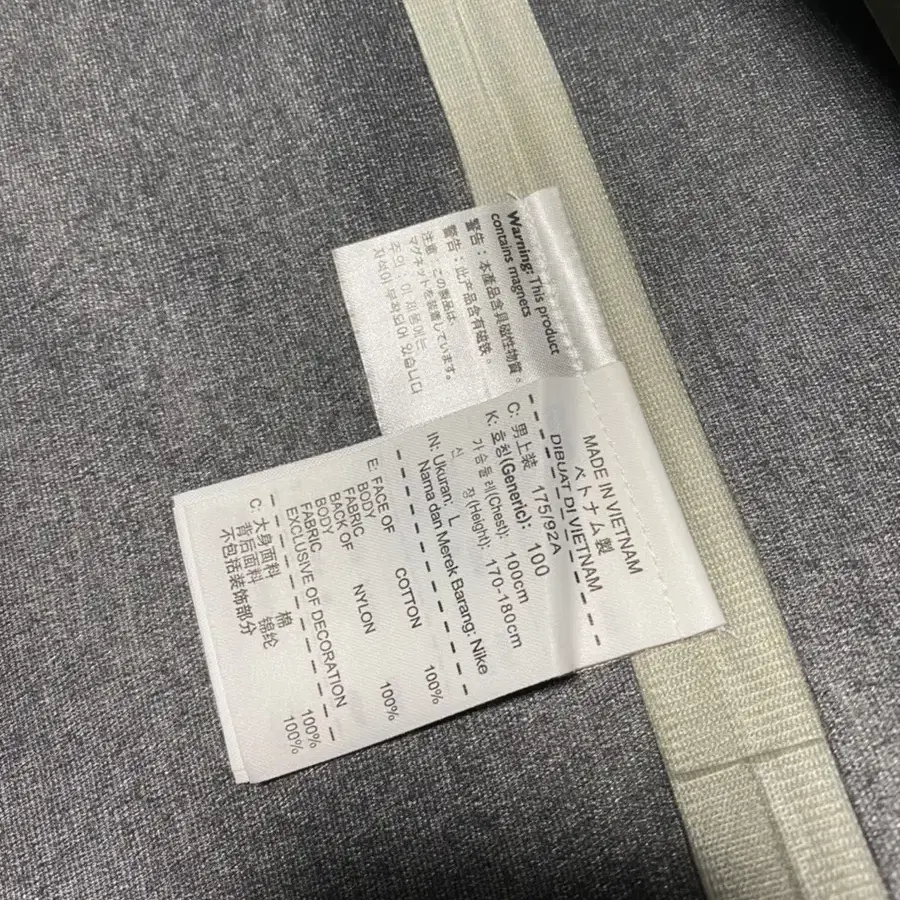 Warning: This product
contains magnets
警告：本產品含具磁性物質。
警告：此产品含有磁铁。
注意：この製品は、
マグネットを装着しています。
주의: 이 제품에는
자석이 부착되어 있습니다
MADE IN VIETNAM
ベトナム製
DIBUAT DI VIETNAM
C: 男上装 175/92A
K: 호칭(Generic): 100
가슴둘레(Chest): 100cm
신장(Height): 170-180cm
IN: Ukuran: L
Nama dan Merek Barang: Nike
E: FACE OF
BODY
FABRIC COTTON 100%
BACK OF
BODY
FABRIC NYLON 100%
EXCLUSIVE OF DECORATION
C: 大身面料 棉 100%
背后面料 锦纶 100%
不包括装饰部分